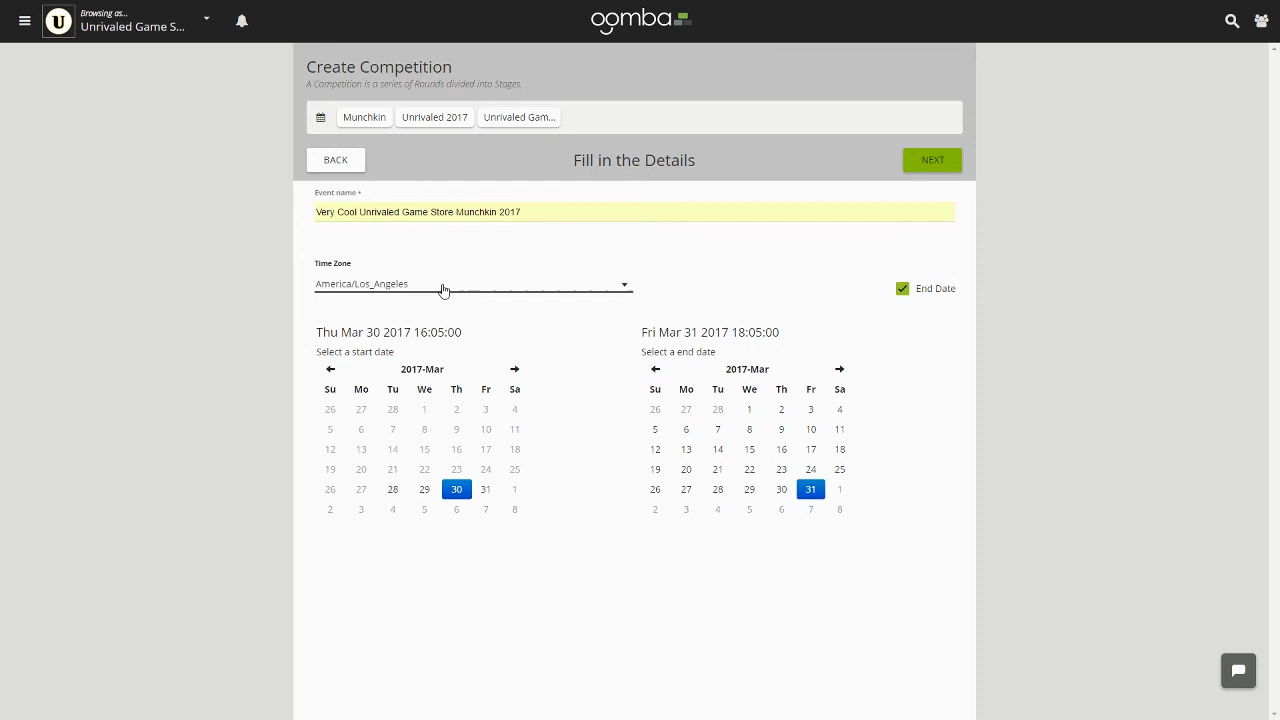 Browsing as...
Unrivaled Game S...
U
oomba
Create Competition
A Competition is a series of Rounds divided into Stages.
Munchkin Unrivaled 2017 Unrivaled Gam...
BACK Fill in the Details NEXT
Event name *
Very Cool Unrivaled Game Store Munchkin 2017
Time Zone
America/Los_Angeles
End Date
Thu Mar 30 2017 16:05:00 Fri Mar 31 2017 18:05:00
Select a start date Select a end date
2017-Mar 2017-Mar
Su Mo Tu We Th Fr Sa Su Mo Tu We Th Fr Sa
26 27 28 1 2 3 4 26 27 28 1 2 3 4
5 6 7 8 9 10 11 5 6 7 8 9 10 11
12 13 14 15 16 17 18 12 13 14 15 16 17 18
19 20 21 22 23 24 25 19 20 21 22 23 24 25
26 27 28 29 30 31 1 26 27 28 29 30 31 1
2 3 4 5 6 7 8 2 3 4 5 6 7 8